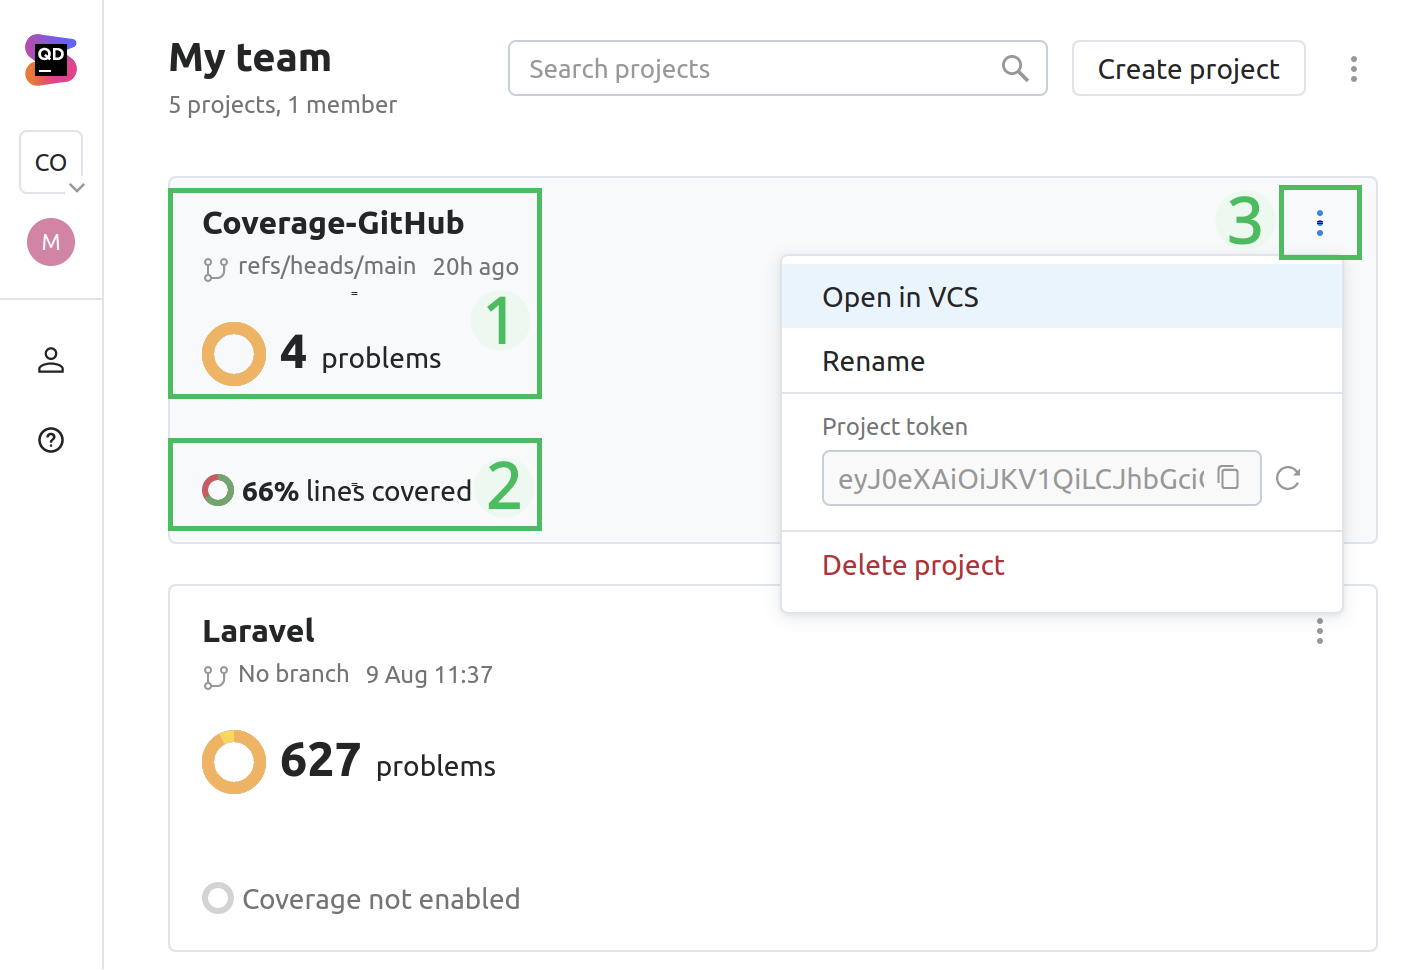 QD
CO
M
My team
5 projects, 1 member
Search projects
Create project
Coverage-GitHub
refs/heads/main 20h ago
1
4 problems
2
66% lines covered
3
Open in VCS
Rename
Project token
eyJ0eXAiOiJKV1QiLCJhbGci
Delete project
Laravel
No branch 9 Aug 11:37
627 problems
Coverage not enabled